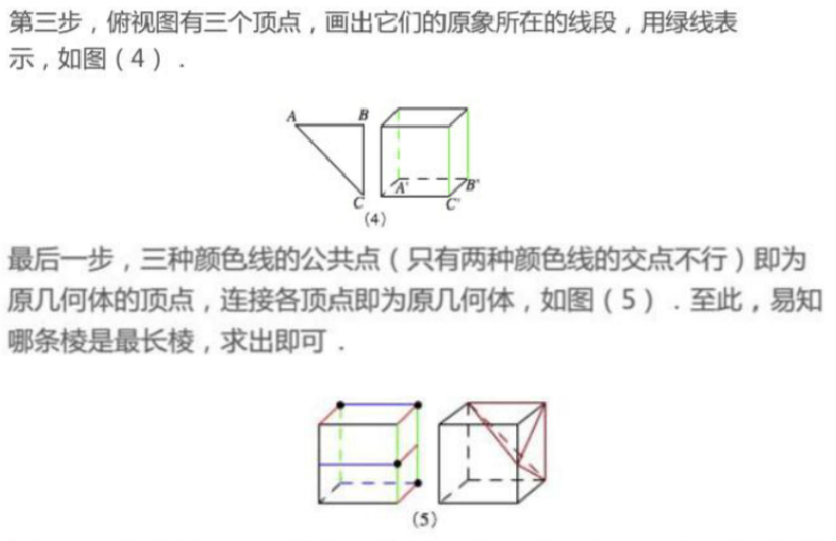 第三步，俯视图有三个顶点，画出它们的原象所在的线段，用绿线表
示，如图（4）．
A B
A' B'
C C'
(4)
最后一步，三种颜色线的公共点（只有两种颜色线的交点不行）即为
原几何体的顶点，连接各顶点即为原几何体，如图（5）．至此，易知
哪条棱是最长棱，求出即可．
(5)